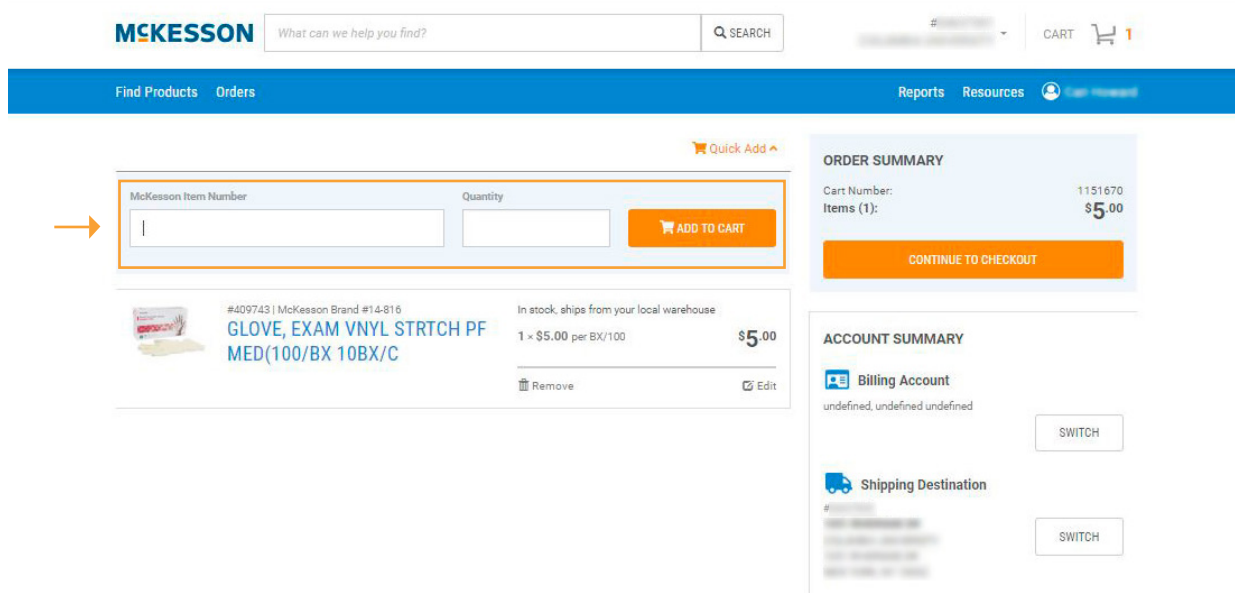 MCKESSON
What can we help you find?
SEARCH
#
CART 1
Find Products Orders
Reports Resources
Quick Add
McKesson Item Number Quantity
ADD TO CART
#409743 | McKesson Brand #14-816
GLOVE, EXAM VNYL STRTCH PF
MED(100/BX 10BX/C
In stock, ships from your local warehouse
1 × $5.00 per BX/100 $5.00
Remove Edit
ORDER SUMMARY
Cart Number: 1151670
Items (1): $5.00
CONTINUE TO CHECKOUT
ACCOUNT SUMMARY
Billing Account
undefined, undefined undefined
SWITCH
Shipping Destination
#
SWITCH